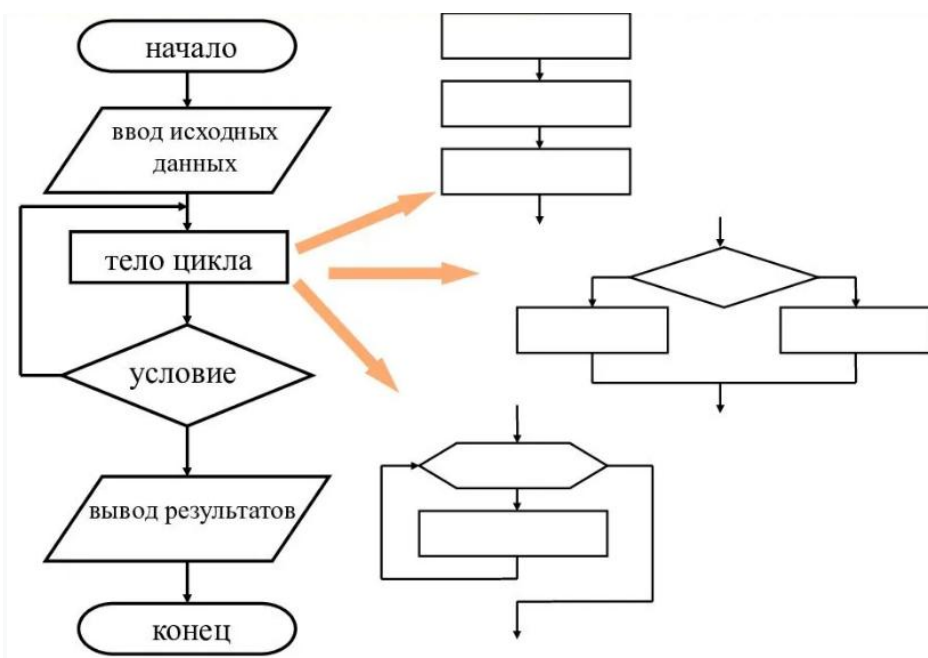 начало
ввод исходных
данных
тело цикла
условие
вывод результатов
конец